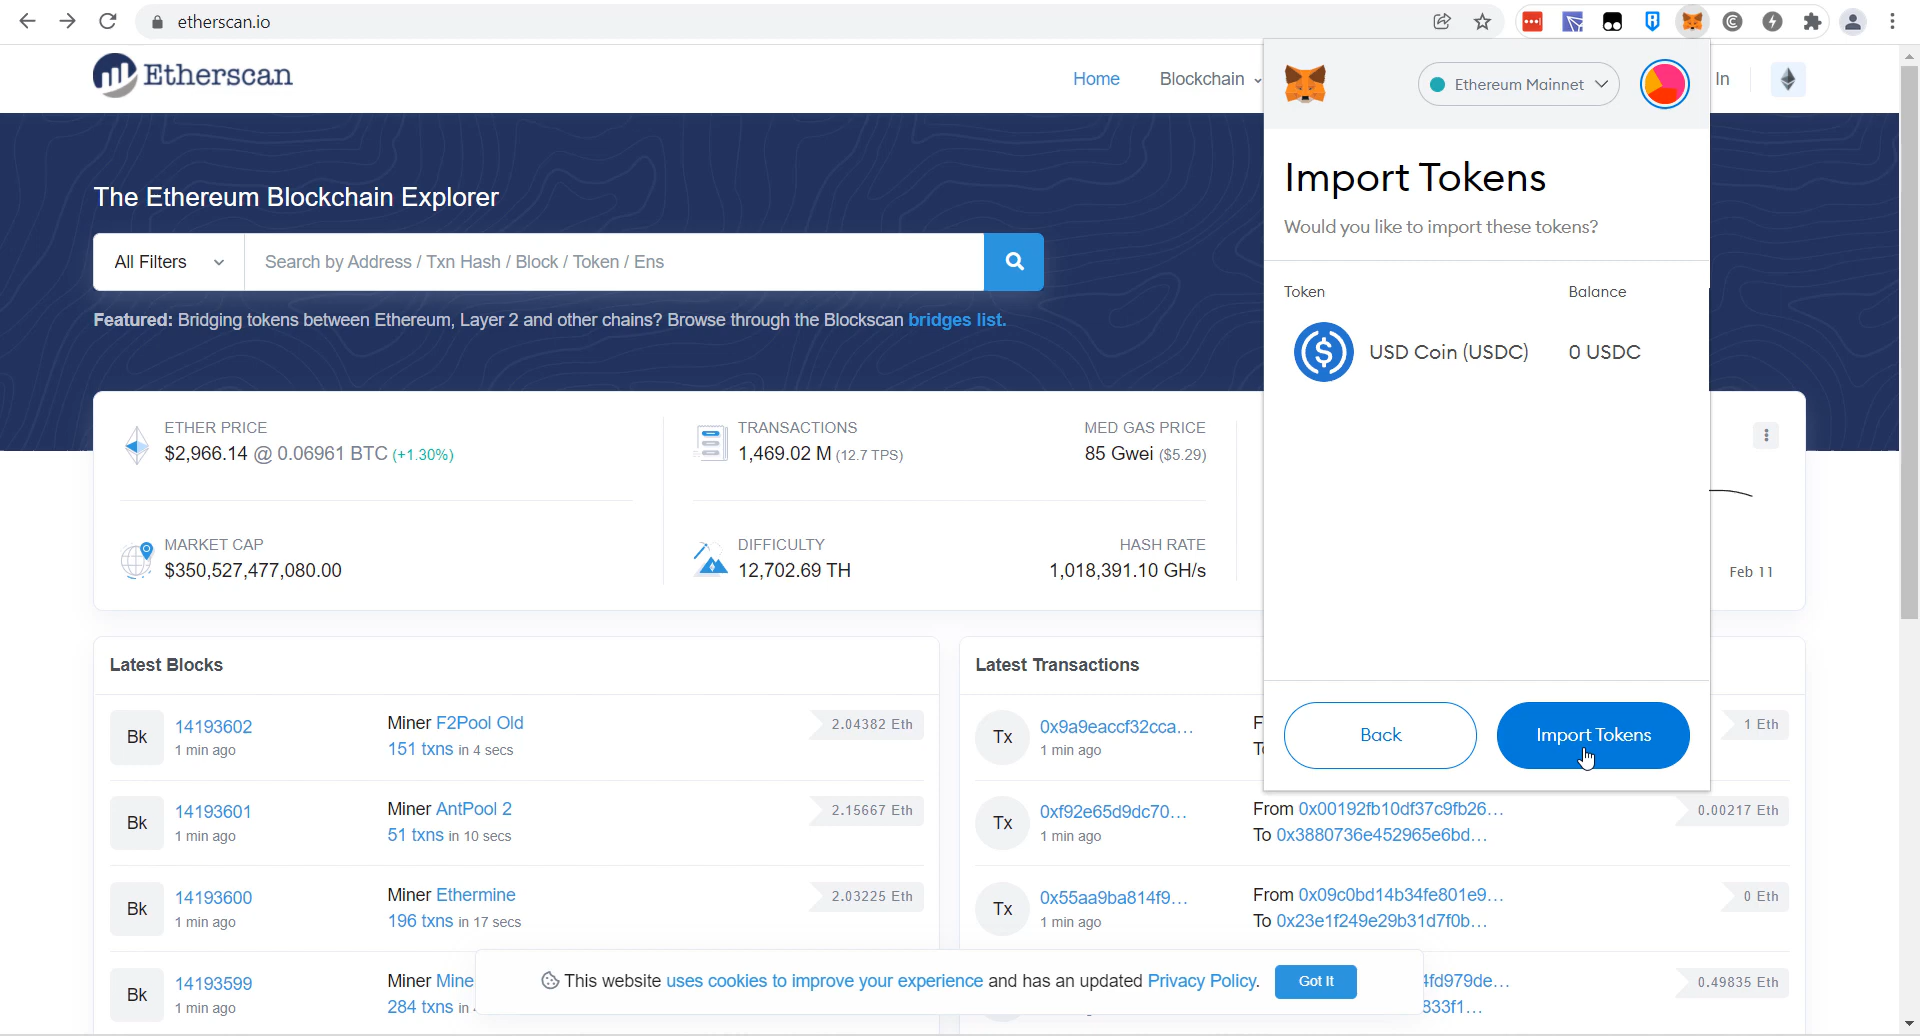 etherscan.io
Etherscan
Home
Blockchain
In
The Ethereum Blockchain Explorer
All Filters
Search by Address / Txn Hash / Block / Token / Ens
Featured: Bridging tokens between Ethereum, Layer 2 and other chains? Browse through the Blockscan bridges list.
ETHER PRICE
$2,966.14 @ 0.06961 BTC (+1.30%)
MARKET CAP
$350,527,477,080.00
TRANSACTIONS
1,469.02 M (12.7 TPS)
MED GAS PRICE
85 Gwei ($5.29)
DIFFICULTY
12,702.69 TH
HASH RATE
1,018,391.10 GH/s
Feb 11
Latest Blocks
Bk
14193602
1 min ago
Miner F2Pool Old
151 txns in 4 secs
2.04382 Eth
Bk
14193601
1 min ago
Miner AntPool 2
51 txns in 10 secs
2.15667 Eth
Bk
14193600
1 min ago
Miner Ethermine
196 txns in 17 secs
2.03225 Eth
Bk
14193599
1 min ago
Miner Mine
284 txns in
Latest Transactions
Tx
0x9a9eaccf32cca...
1 min ago
F
To
1 Eth
Tx
0xf92e65d9dc70...
1 min ago
From 0x00192fb10df37c9fb26...
To 0x3880736e452965e6bd...
0.00217 Eth
Tx
0x55aa9ba814f9...
1 min ago
From 0x09c0bd14b34fe801e9...
To 0x23e1f249e29b31d7f0b...
0 Eth
4fd979de...
833f1...
0.49835 Eth
This website uses cookies to improve your experience and has an updated Privacy Policy.
Got It
Ethereum Mainnet
Import Tokens
Would you like to import these tokens?
Token
Balance
USD Coin (USDC)
0 USDC
Back
Import Tokens